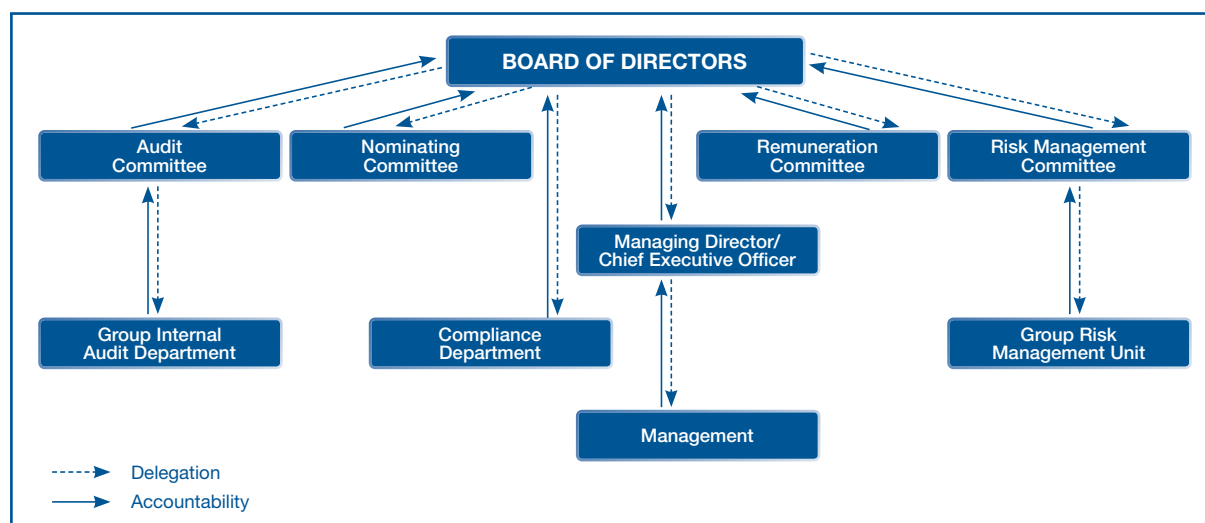 BOARD OF DIRECTORS
Audit
Committee
Nominating
Committee
Remuneration
Committee
Risk Management
Committee
Managing Director/
Chief Executive Officer
Group Internal
Audit Department
Compliance
Department
Group Risk
Management Unit
Management
Delegation
Accountability